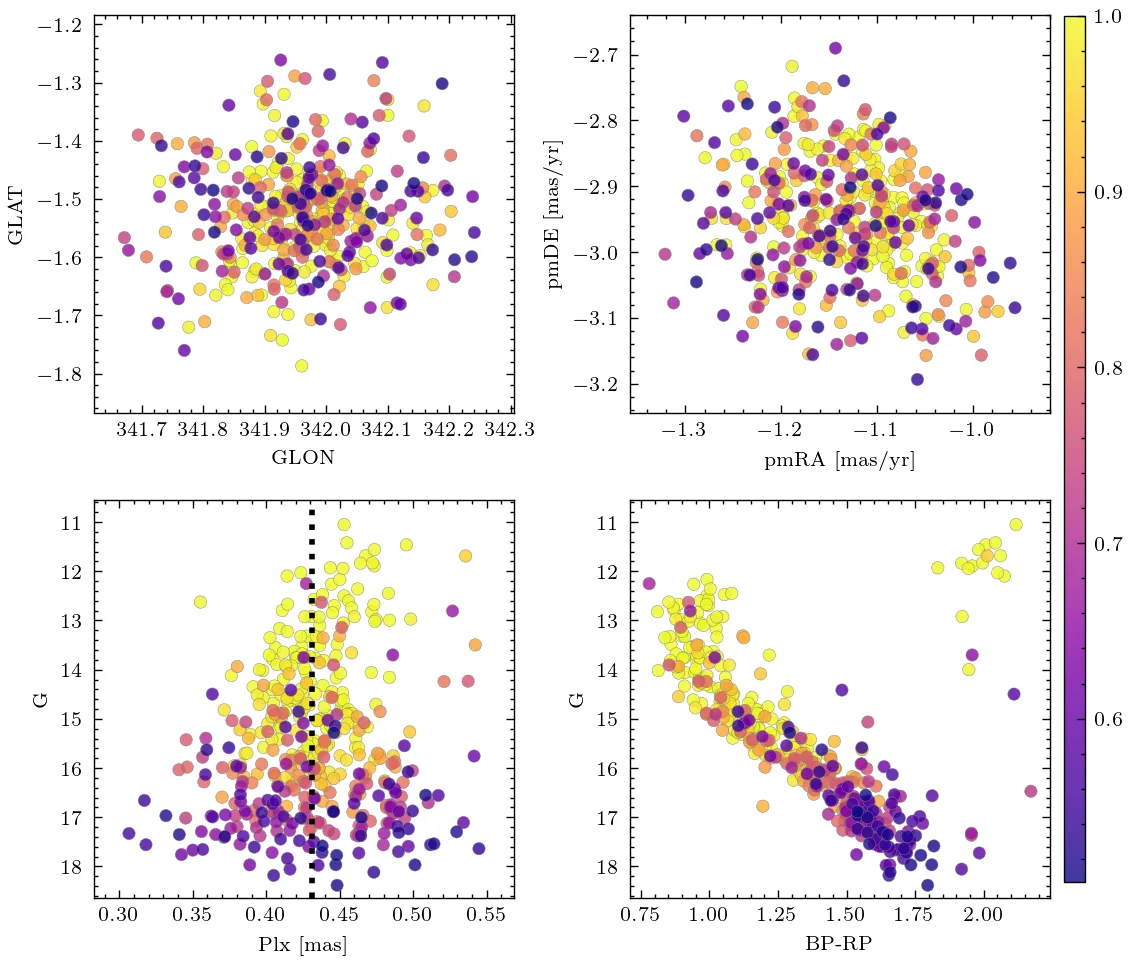 −1.2
−1.3
−1.4
−1.5
−1.6
−1.7
−1.8
GLAT
341.7 341.8 341.9 342.0 342.1 342.2 342.3
GLON
−2.7
−2.8
−2.9
−3.0
−3.1
−3.2
pmDE [mas/yr]
−1.3 −1.2 −1.1 −1.0
pmRA [mas/yr]
11
12
13
14
15
16
17
18
G
0.30 0.35 0.40 0.45 0.50 0.55
Plx [mas]
11
12
13
14
15
16
17
18
G
0.75 1.00 1.25 1.50 1.75 2.00
BP-RP
1.0
0.9
0.8
0.7
0.6